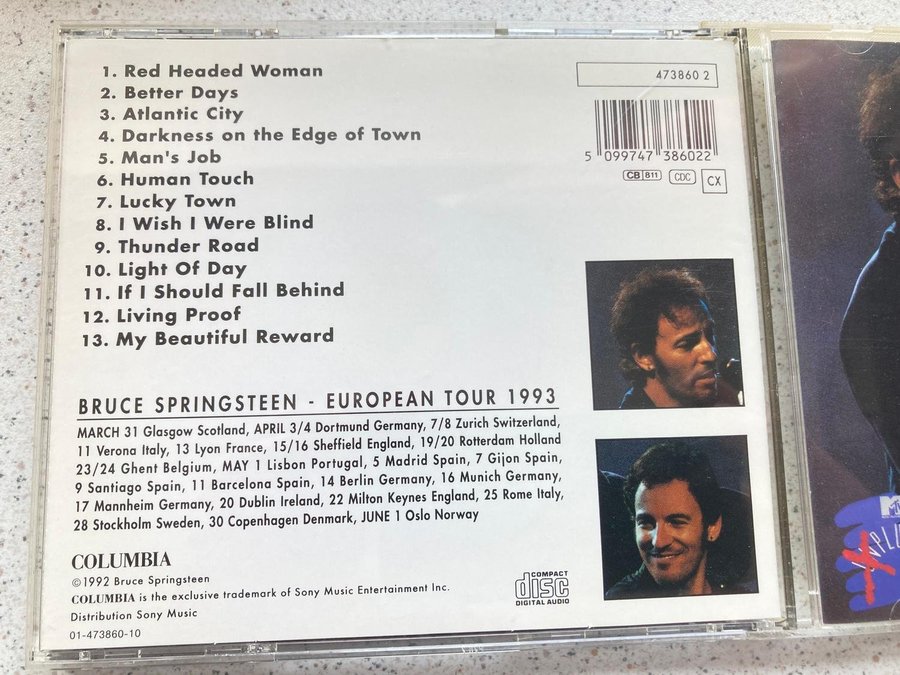 1. Red Headed Woman
2. Better Days
3. Atlantic City
4. Darkness on the Edge of Town
5. Man's Job
6. Human Touch
7. Lucky Town
8. I Wish I Were Blind
9. Thunder Road
10. Light Of Day
11. If I Should Fall Behind
12. Living Proof
13. My Beautiful Reward
473860 2
5 099747 386022
CB 811 CDC CX
BRUCE SPRINGSTEEN - EUROPEAN TOUR 1993
MARCH 31 Glasgow Scotland, APRIL 3/4 Dortmund Germany, 7/8 Zurich Switzerland,
11 Verona Italy, 13 Lyon France, 15/16 Sheffield England, 19/20 Rotterdam Holland
23/24 Ghent Belgium, MAY 1 Lisbon Portugal, 5 Madrid Spain, 7 Gijon Spain,
9 Santiago Spain, 11 Barcelona Spain, 14 Berlin Germany, 16 Munich Germany,
17 Mannheim Germany, 20 Dublin Ireland, 22 Milton Keynes England, 25 Rome Italy,
28 Stockholm Sweden, 30 Copenhagen Denmark, JUNE 1 Oslo Norway
COLUMBIA
©1992 Bruce Springsteen
COLUMBIA is the exclusive trademark of Sony Music Entertainment Inc.
Distribution Sony Music
01-473860-10
COMPACT
disc
DIGITAL AUDIO
M